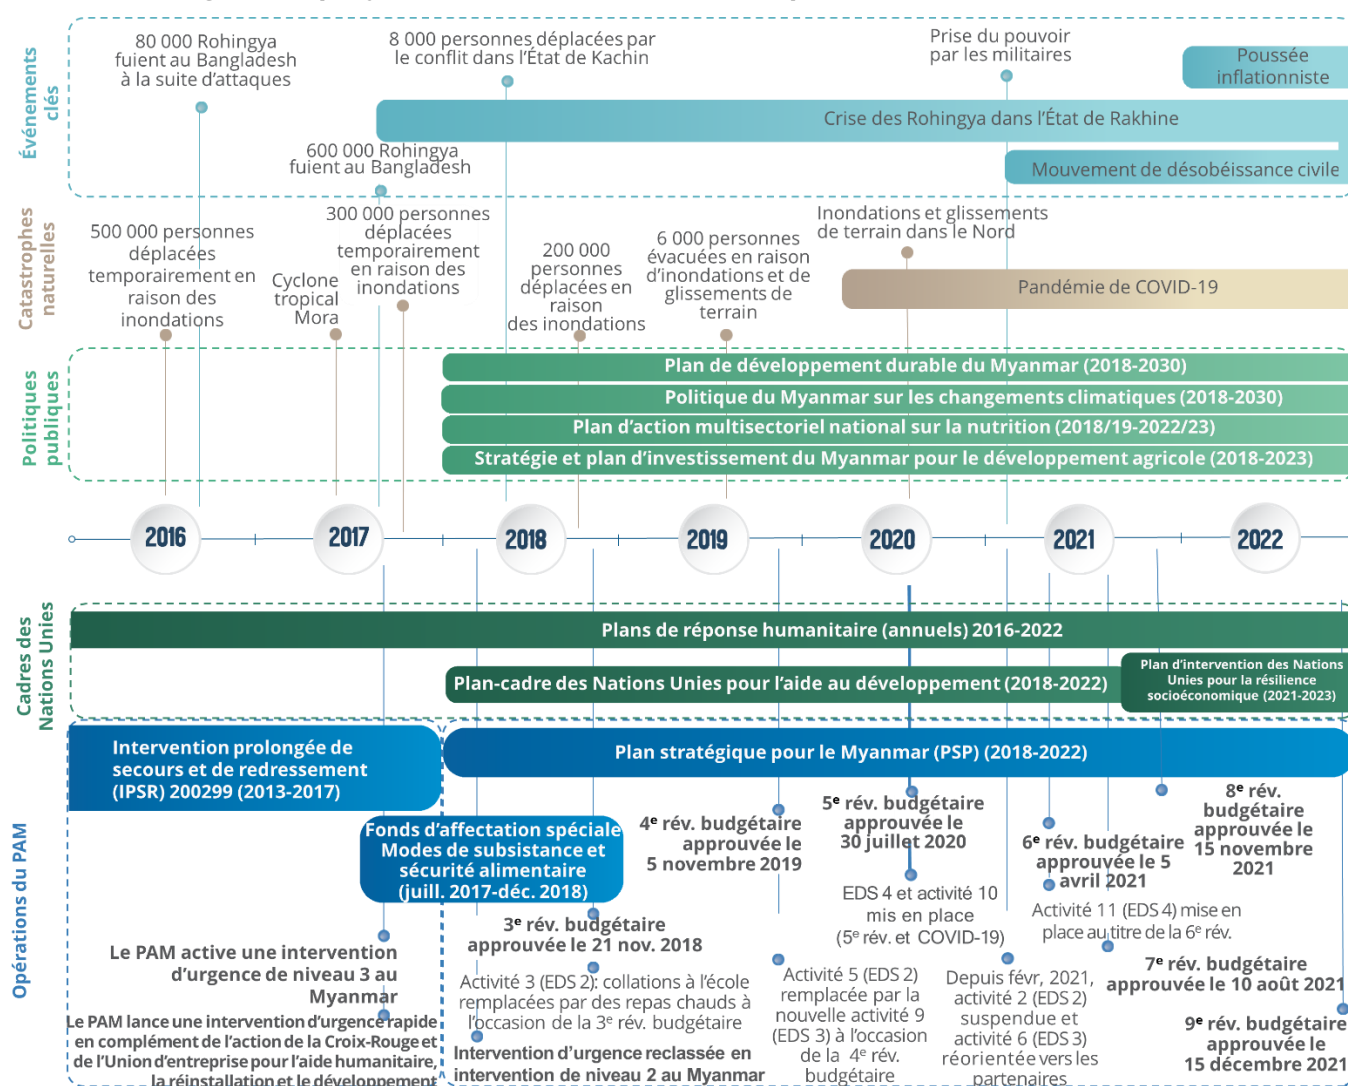 Événements
clés
80 000 Rohingya
fuient au Bangladesh
à la suite d'attaques
8 000 personnes déplacées par
le conflit dans l'État de Kachin
Prise du pouvoir
par les militaires
Poussée
inflationniste
Crise des Rohingya dans l'État de Rakhine
600 000 Rohingya
fuient au Bangladesh
Mouvement de désobéissance civile
Catastrophes
naturelles
500 000 personnes
déplacées
temporairement en
raison des
inondations
Cyclone
tropical
Mora
300 000 personnes
déplacées
temporairement
en raison des
inondations
200 000
personnes
déplacées en
raison
des inondations
6 000 personnes
évacuées en raison
d'inondations et de
glissements de
terrain
Inondations et glissements
de terrain dans le Nord
Pandémie de COVID-19
Politiques
publiques
Plan de développement durable du Myanmar (2018-2030)
Politique du Myanmar sur les changements climatiques (2018-2030)
Plan d'action multisectoriel national sur la nutrition (2018/19-2022/23)
Stratégie et plan d'investissement du Myanmar pour le développement agricole (2018-2023)
2016
2017
2018
2019
2020
2021
2022
Cadres des
Nations Unies
Plans de réponse humanitaire (annuels) 2016-2022
Plan-cadre des Nations Unies pour l'aide au développement (2018-2022)
Plan d'intervention des Nations
Unies pour la résilience
socioéconomique (2021-2023)
Opérations du PAM
Intervention prolongée de
secours et de redressement
(IPSR) 200299 (2013-2017)
Plan stratégique pour le Myanmar (PSP) (2018-2022)
Fonds d'affectation spéciale
Modes de subsistance et
sécurité alimentaire
(juill. 2017-déc. 2018)
Le PAM active une intervention
d'urgence de niveau 3 au
Myanmar
Le PAM lance une intervention d'urgence rapide
en complément de l'action de la Croix-Rouge et
de l'Union d'entreprise pour l'aide humanitaire,
la réinstallation et le développement
3e rév. budgétaire
approuvée le 21 nov. 2018
Activité 3 (EDS 2): collations à l'école
remplacées par des repas chauds à
l'occasion de la 3e rév. budgétaire
Intervention d'urgence reclassée en
intervention de niveau 2 au Myanmar
4e rév. budgétaire
approuvée le
5 novembre 2019
Activité 5 (EDS 2)
remplacée par la
nouvelle activité 9
(EDS 3) à l'occasion
de la 4e rév.
budgétaire
5e rév. budgétaire
approuvée le
30 juillet 2020
EDS 4 et activité 10
mis en place
(5e rév. et COVID-19)
Depuis févr, 2021,
activité 2 (EDS 2)
suspendue et
activité 6 (EDS 3)
réorientée vers les
partenaires
6e rév. budgétaire
approuvée le 5
avril 2021
Activité 11 (EDS 4) mise en
place au titre de la 6e rév.
7e rév. budgétaire
approuvée le 10 août 2021
8e rév.
budgétaire
approuvée le
15 novembre
2021
9e rév. budgétaire
approuvée le
15 décembre 2021